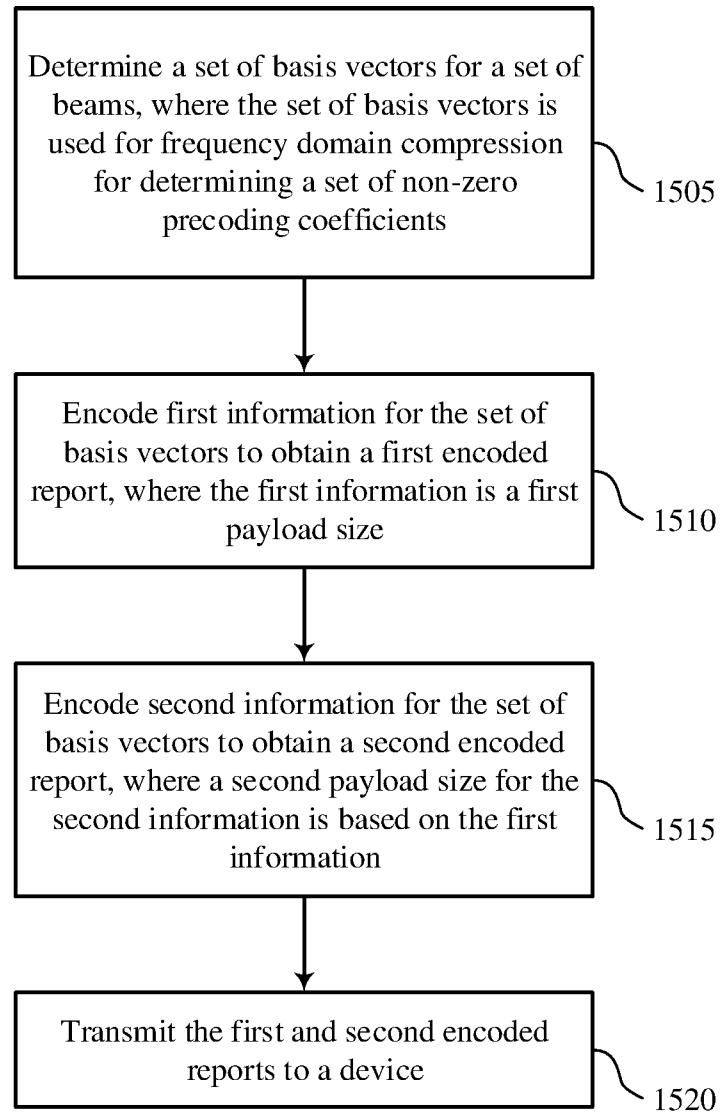 Determine a set of basis vectors for a set of
beams, where the set of basis vectors is
used for frequency domain compression
for determining a set of non-zero
precoding coefficients
1505
Encode first information for the set of
basis vectors to obtain a first encoded
report, where the first information is a first
payload size
1510
Encode second information for the set of
basis vectors to obtain a second encoded
report, where a second payload size for the
second information is based on the first
information
1515
Transmit the first and second encoded
reports to a device
1520